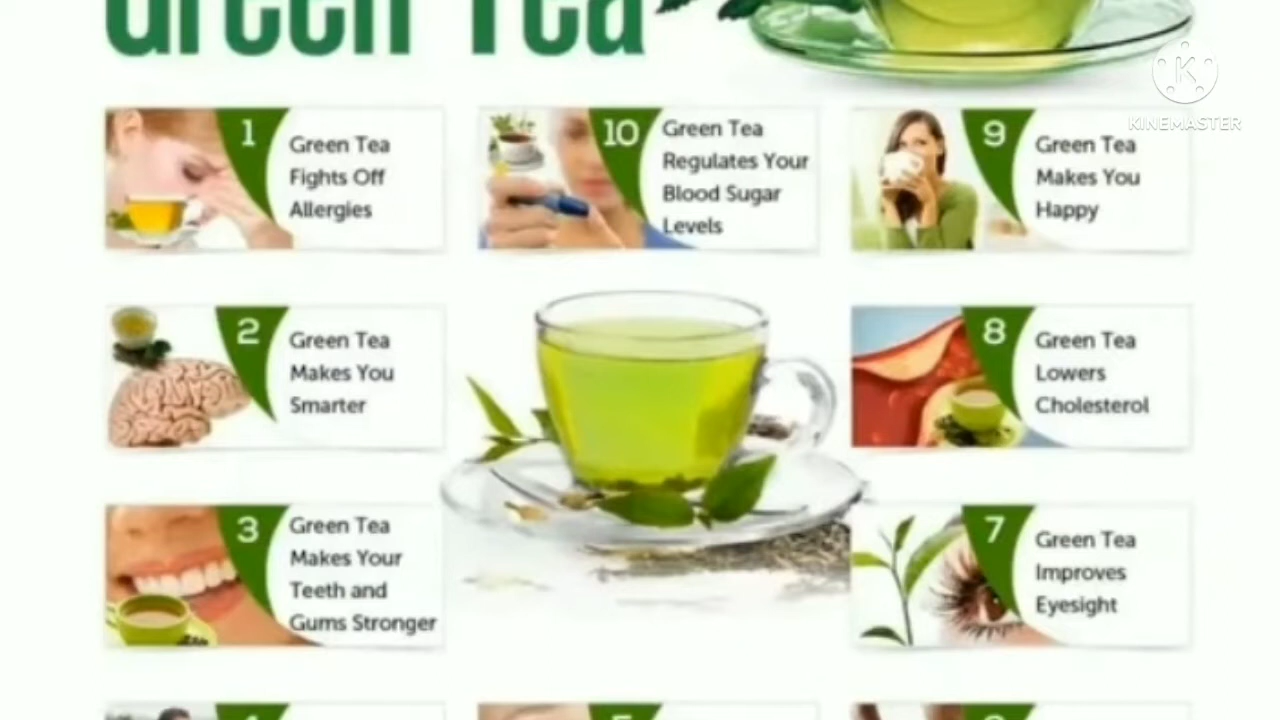 Green Tea
KINEMASTER
1
Green Tea
Fights Off
Allergies
10
Green Tea
Regulates Your
Blood Sugar
Levels
9
Green Tea
Makes You
Happy
2
Green Tea
Makes You
Smarter
8
Green Tea
Lowers
Cholesterol
3
Green Tea
Makes Your
Teeth and
Gums Stronger
7
Green Tea
Improves
Eyesight